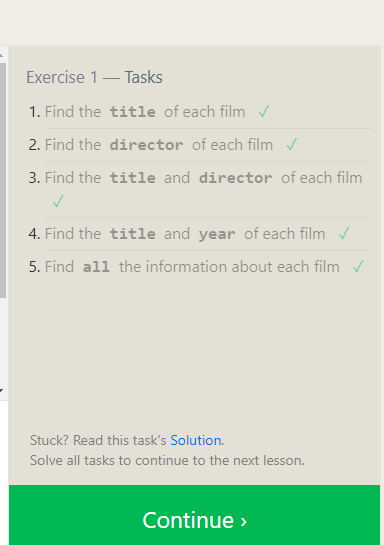 Exercise 1 — Tasks
1. Find the title of each film ✓
2. Find the director of each film ✓
3. Find the title and director of each film
✓
4. Find the title and year of each film ✓
5. Find all the information about each film ✓
Stuck? Read this task's Solution.
Solve all tasks to continue to the next lesson.
Continue ›